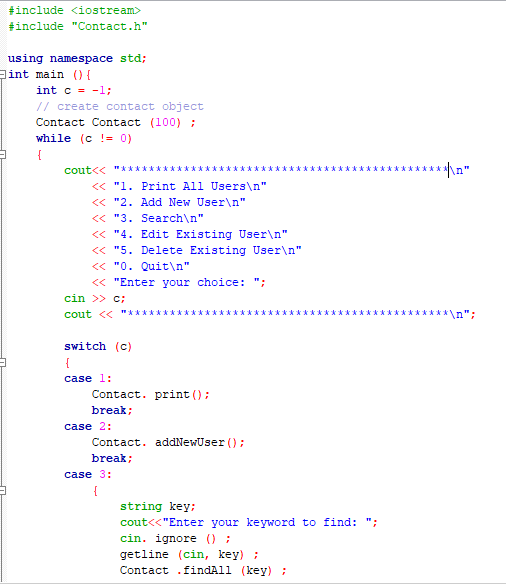 #include <iostream>
#include "Contact.h"
using namespace std;
int main (){
int c = -1;
// create contact object
Contact Contact (100) ;
while (c != 0)
{
cout<< "***********************************************\n"
<< "1. Print All Users\n"
<< "2. Add New User\n"
<< "3. Search\n"
<< "4. Edit Existing User\n"
<< "5. Delete Existing User\n"
<< "0. Quit\n"
<< "Enter your choice: ";
cin >> c;
cout << "**********************************************\n";
switch (c)
{
case 1:
Contact. print();
break;
case 2:
Contact. addNewUser();
break;
case 3:
{
string key;
cout<<"Enter your keyword to find: ";
cin. ignore () ;
getline (cin, key) ;
Contact .findAll (key) ;